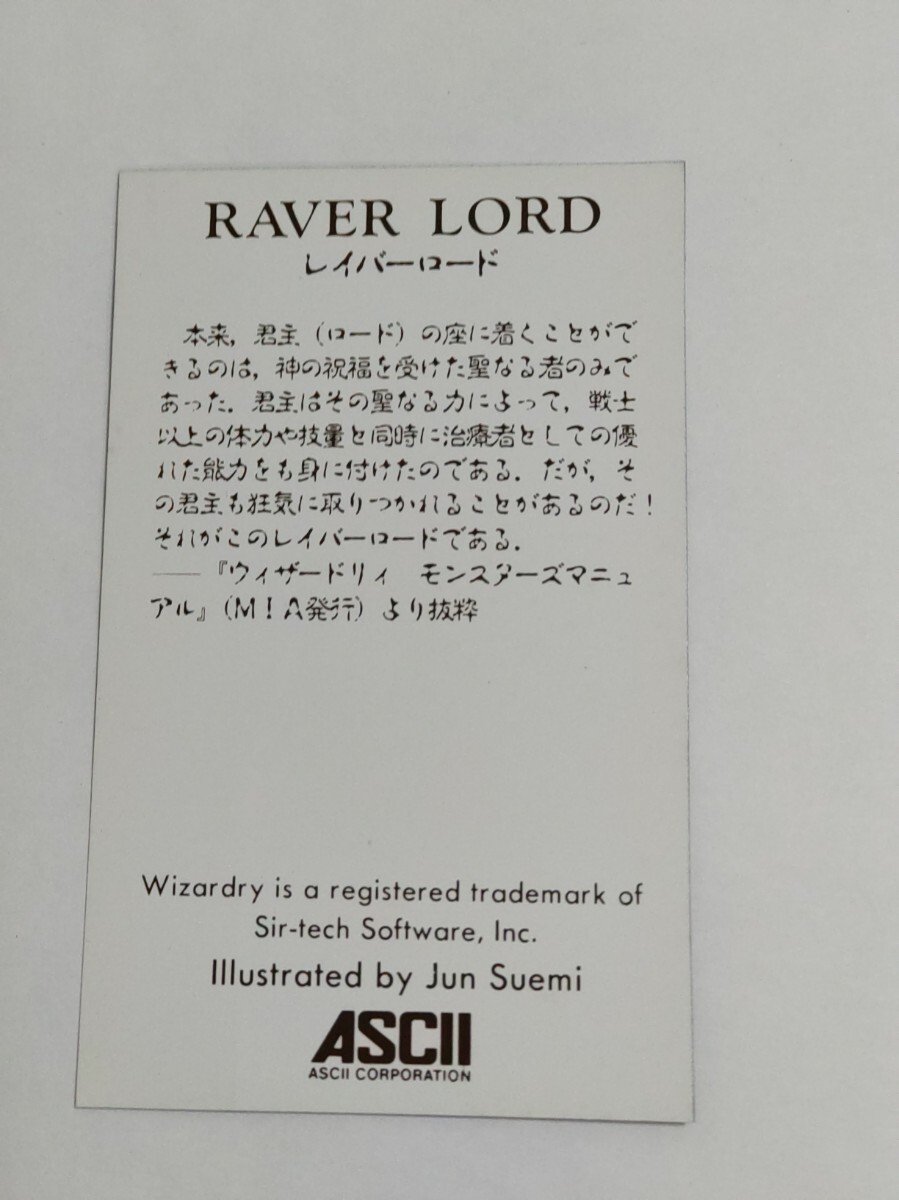 RAVER LORD
レイバーロード
本来，君主（ロード）の座に着くことがで
きるのは，神の祝福を受けた聖なる者のみで
あった．君主はその聖なる力によって，戦士
以上の体力や技量と同時に治療者としての優
れた能力をも身に付けたのである．だが，そ
の君主も狂気に取りつかれることがあるのだ！
それがこのレイバーロードである．
――『ウィザードリィ　モンスターズマニュ
アル』（M！A発行）より抜粋
Wizardry is a registered trademark of
Sir-tech Software, Inc.
Illustrated by Jun Suemi
ASCII
ASCII CORPORATION